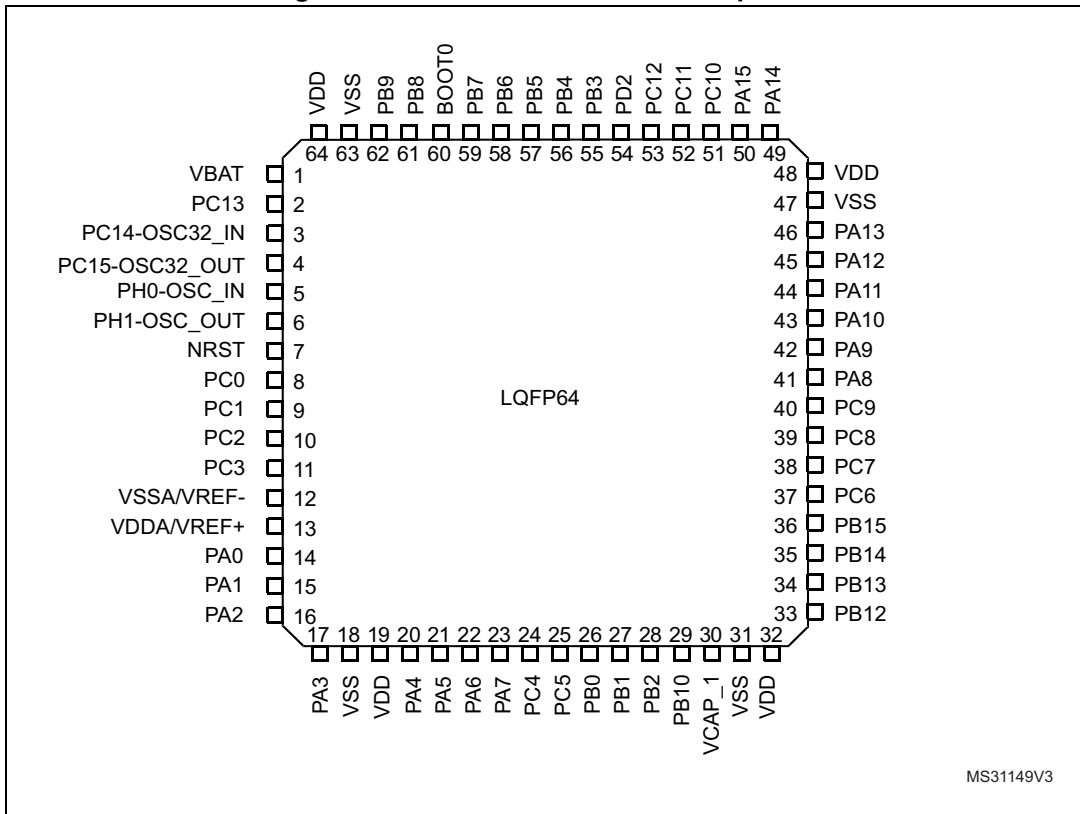 VDD
VSS
PB9
PB8
BOOT0
PB7
PB6
PB5
PB4
PB3
PD2
PC12
PC11
PC10
PA15
PA14
64 63 62 61 60 59 58 57 56 55 54 53 52 51 50 49
VBAT 1
PC13 2
PC14-OSC32_IN 3
PC15-OSC32_OUT 4
PH0-OSC_IN 5
PH1-OSC_OUT 6
NRST 7
PC0 8
PC1 9
PC2 10
PC3 11
VSSA/VREF- 12
VDDA/VREF+ 13
PA0 14
PA1 15
PA2 16
LQFP64
48 VDD
47 VSS
46 PA13
45 PA12
44 PA11
43 PA10
42 PA9
41 PA8
40 PC9
39 PC8
38 PC7
37 PC6
36 PB15
35 PB14
34 PB13
33 PB12
17 18 19 20 21 22 23 24 25 26 27 28 29 30 31 32
PA3
VSS
VDD
PA4
PA5
PA6
PA7
PC4
PC5
PB0
PB1
PB2
PB10
VCAP_1
VSS
VDD
MS31149V3